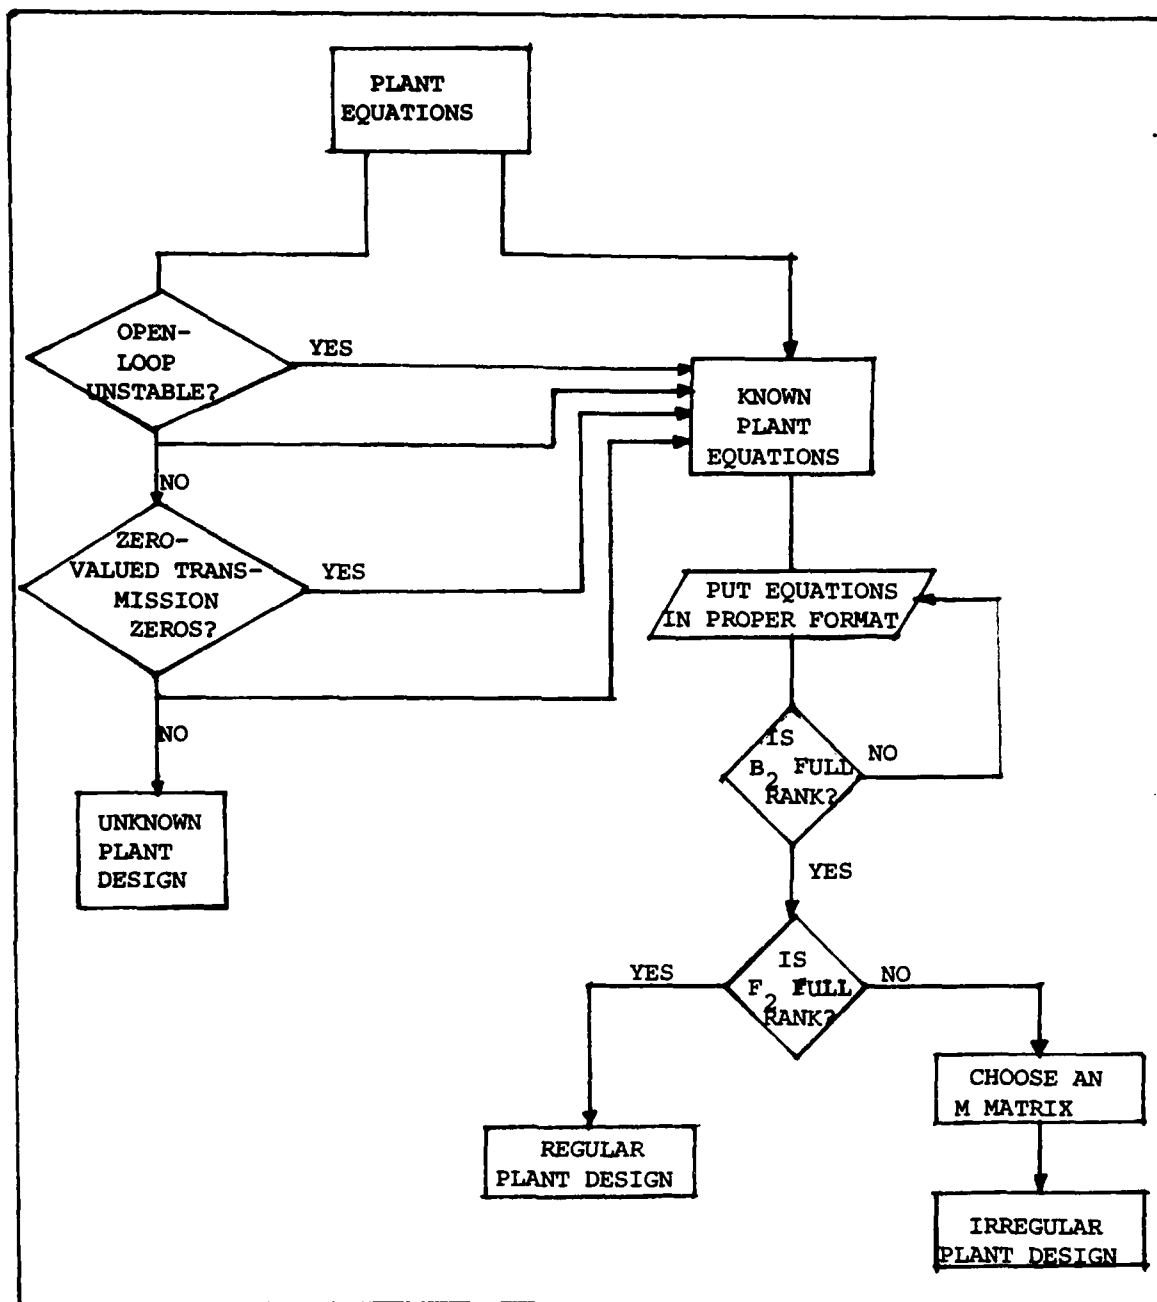 PLANT
EQUATIONS
OPEN-
LOOP
UNSTABLE?
YES
NO
KNOWN
PLANT
EQUATIONS
ZERO-
VALUED TRANS-
MISSION
ZEROS?
YES
NO
PUT EQUATIONS
IN PROPER FORMAT
UNKNOWN
PLANT
DESIGN
IS
B2 FULL
RANK?
NO
YES
IS
F2 FULL
RANK?
YES
NO
REGULAR
PLANT DESIGN
CHOOSE AN
M MATRIX
IRREGULAR
PLANT DESIGN